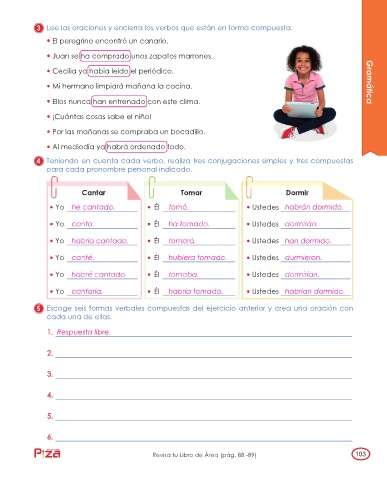 3 Lee las oraciones y encierra los verbos que están en forma compuesta.
• El peregrino encontró un canario.
• Juan se ha comprado unos zapatos marrones.
• Cecilia ya había leído el periódico.
• Mi hermano limpiará mañana la cocina.
• Ellos nunca han entrenado con este clima.
• ¡Cuántas cosas sabe el niño!
• Por las mañanas se compraba un bocadillo.
• Al mediodía ya habrá ordenado todo.
Gramática
4 Teniendo en cuenta cada verbo, realiza tres conjugaciones simples y tres compuestas
para cada pronombre personal indicado.
Cantar Tomar Dormir
• Yo he cantado. • Él tomó. • Ustedes habrán dormido.
• Yo canto. • Él ha tomado. • Ustedes dormirán.
• Yo habría cantado. • Él tomará. • Ustedes han dormido.
• Yo canté. • Él hubiera tomado. • Ustedes durmieron.
• Yo habré cantado. • Él tomaba. • Ustedes dormirían.
• Yo cantaría. • Él habría tomado. • Ustedes habrían dormido.
5 Escoge seis formas verbales compuestas del ejercicio anterior y crea una oración con
cada una de ellas.
1. Respuesta libre.
2.
3.
4.
5.
6.
Revisa tu Libro de Área (pág. 88 -89)
103